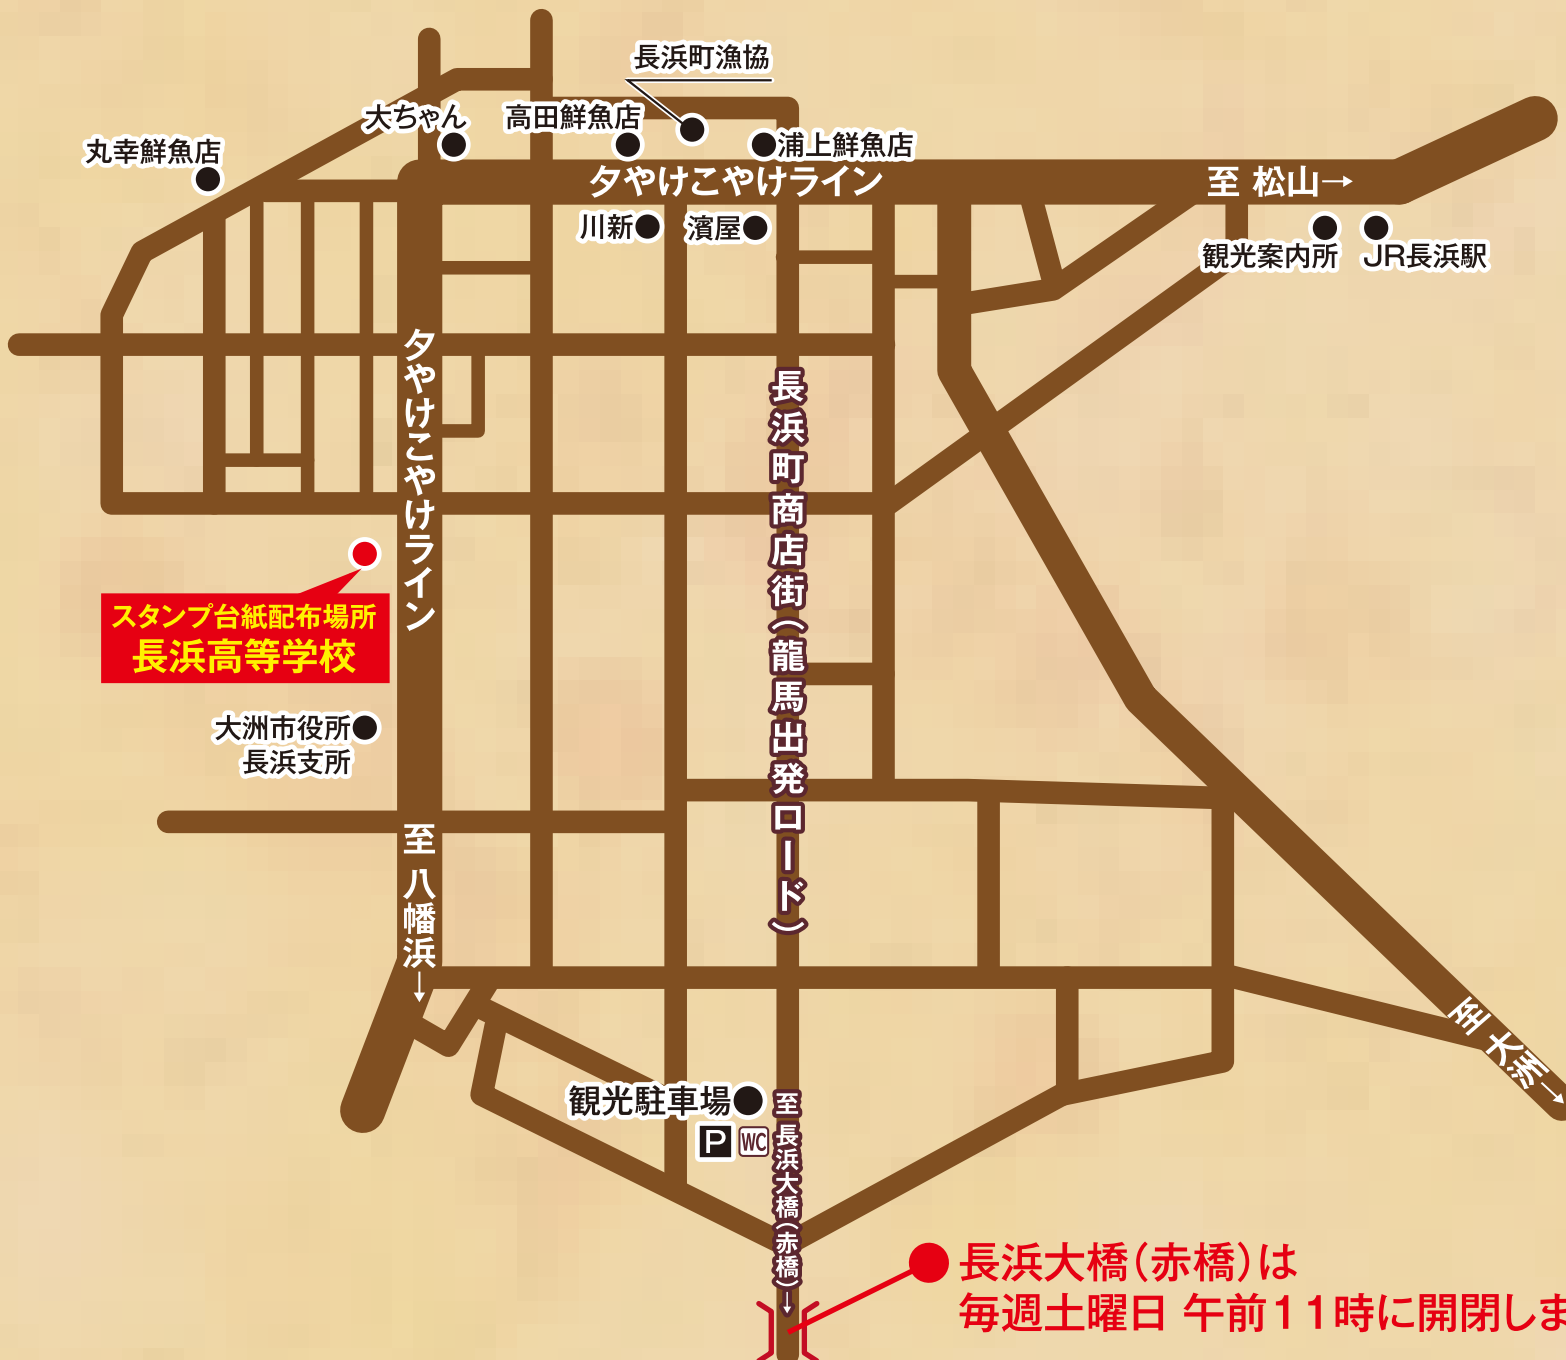 長浜町漁協
大ちゃん
高田鮮魚店
浦上鮮魚店
丸幸鮮魚店
夕やけこやけライン
至 松山→
川新
濱屋
観光案内所
JR長浜駅
夕やけこやけライン
長浜町商店街(龍馬出発ロード)
スタンプ台紙配布場所
長浜高等学校
大洲市役所
長浜支所
至 八幡浜→
至 大洲→
観光駐車場
P WC
至 長浜大橋(赤橋)→
長浜大橋(赤橋)は
毎週土曜日 午前11時に開閉しま